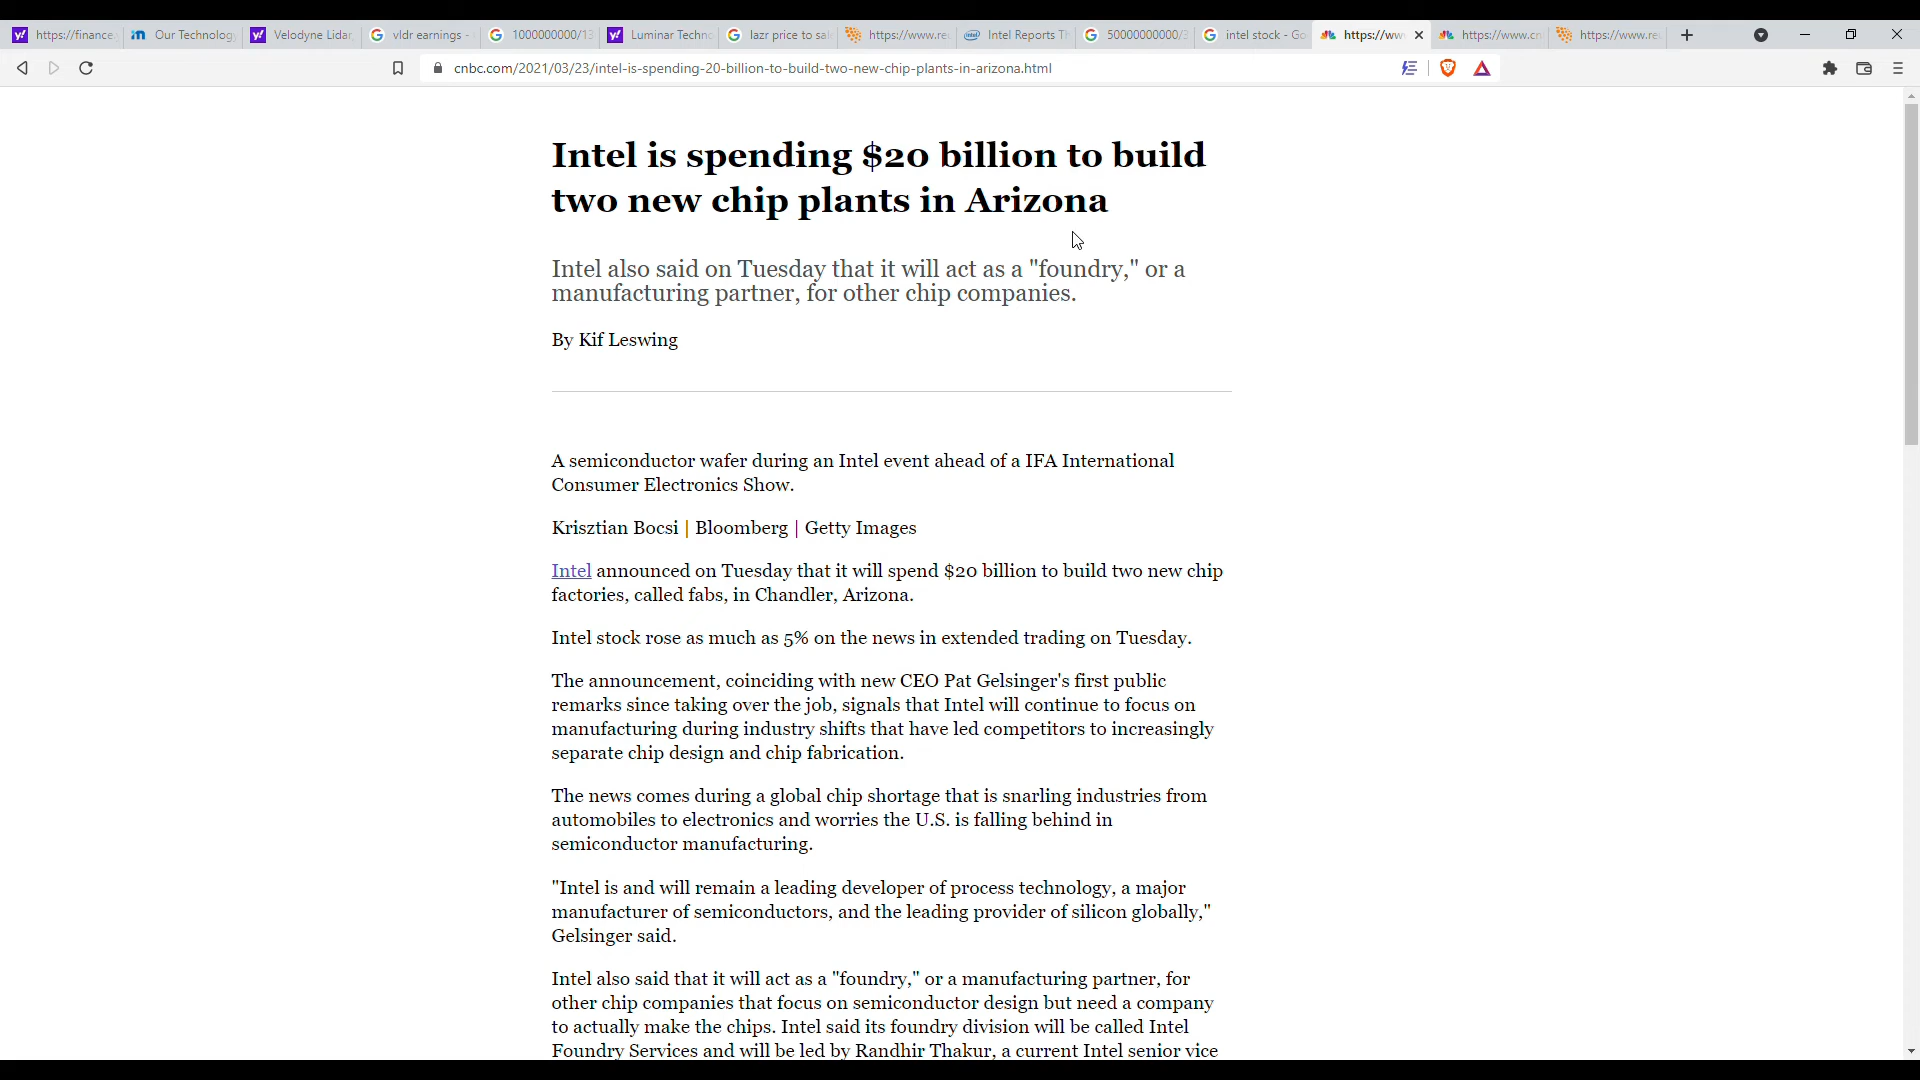 https://finance.
Our Technology
Velodyne Lidar
vldr earnings -
1000000000/13
Luminar Techno
lazr price to sal
https://www.re
Intel Reports Th
50000000000/3
intel stock - Go
https://ww
https://www.cn
https://www.re
cnbc.com/2021/03/23/intel-is-spending-20-billion-to-build-two-new-chip-plants-in-arizona.html
Intel is spending $20 billion to build
two new chip plants in Arizona
Intel also said on Tuesday that it will act as a "foundry," or a
manufacturing partner, for other chip companies.
By Kif Leswing
A semiconductor wafer during an Intel event ahead of a IFA International
Consumer Electronics Show.
Krisztian Bocsi | Bloomberg | Getty Images
Intel announced on Tuesday that it will spend $20 billion to build two new chip
factories, called fabs, in Chandler, Arizona.
Intel stock rose as much as 5% on the news in extended trading on Tuesday.
The announcement, coinciding with new CEO Pat Gelsinger's first public
remarks since taking over the job, signals that Intel will continue to focus on
manufacturing during industry shifts that have led competitors to increasingly
separate chip design and chip fabrication.
The news comes during a global chip shortage that is snarling industries from
automobiles to electronics and worries the U.S. is falling behind in
semiconductor manufacturing.
"Intel is and will remain a leading developer of process technology, a major
manufacturer of semiconductors, and the leading provider of silicon globally,"
Gelsinger said.
Intel also said that it will act as a "foundry," or a manufacturing partner, for
other chip companies that focus on semiconductor design but need a company
to actually make the chips. Intel said its foundry division will be called Intel
Foundry Services and will be led by Randhir Thakur, a current Intel senior vice